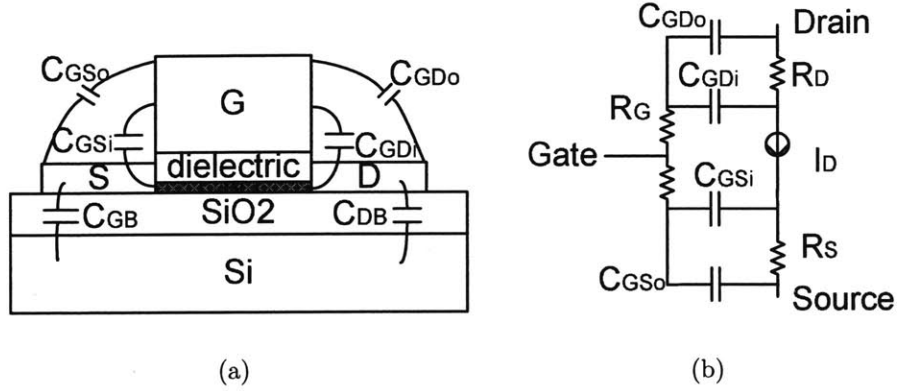 CGSo
CGDo
G
CGSi
CGDi
dielectric
S
D
CGB
SiO2
CDB
Si
(a)
CGDo
Drain
CGDi
RD
RG
Gate
ID
CGSi
RS
CGSo
Source
(b)